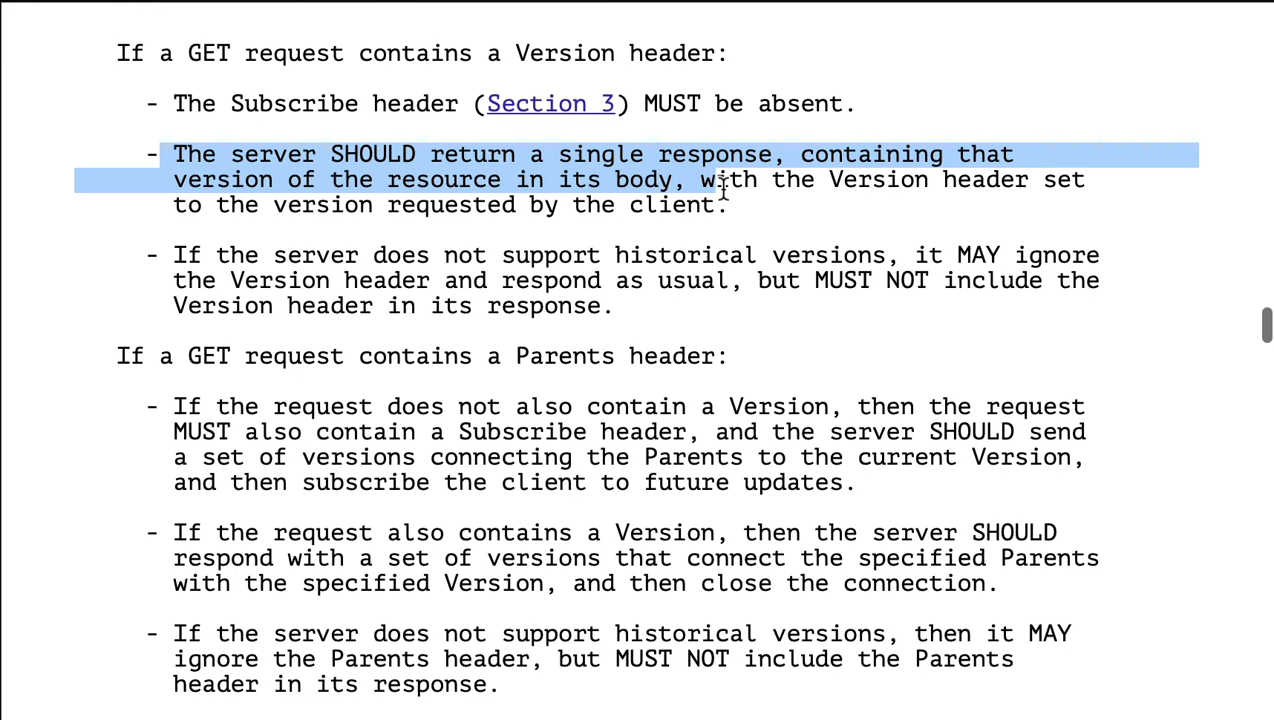 If a GET request contains a Version header:
- The Subscribe header (Section 3) MUST be absent.
- The server SHOULD return a single response, containing that
version of the resource in its body, with the Version header set
to the version requested by the client.
- If the server does not support historical versions, it MAY ignore
the Version header and respond as usual, but MUST NOT include the
Version header in its response.
If a GET request contains a Parents header:
- If the request does not also contain a Version, then the request
MUST also contain a Subscribe header, and the server SHOULD send
a set of versions connecting the Parents to the current Version,
and then subscribe the client to future updates.
- If the request also contains a Version, then the server SHOULD
respond with a set of versions that connect the specified Parents
with the specified Version, and then close the connection.
- If the server does not support historical versions, then it MAY
ignore the Parents header, but MUST NOT include the Parents
header in its response.